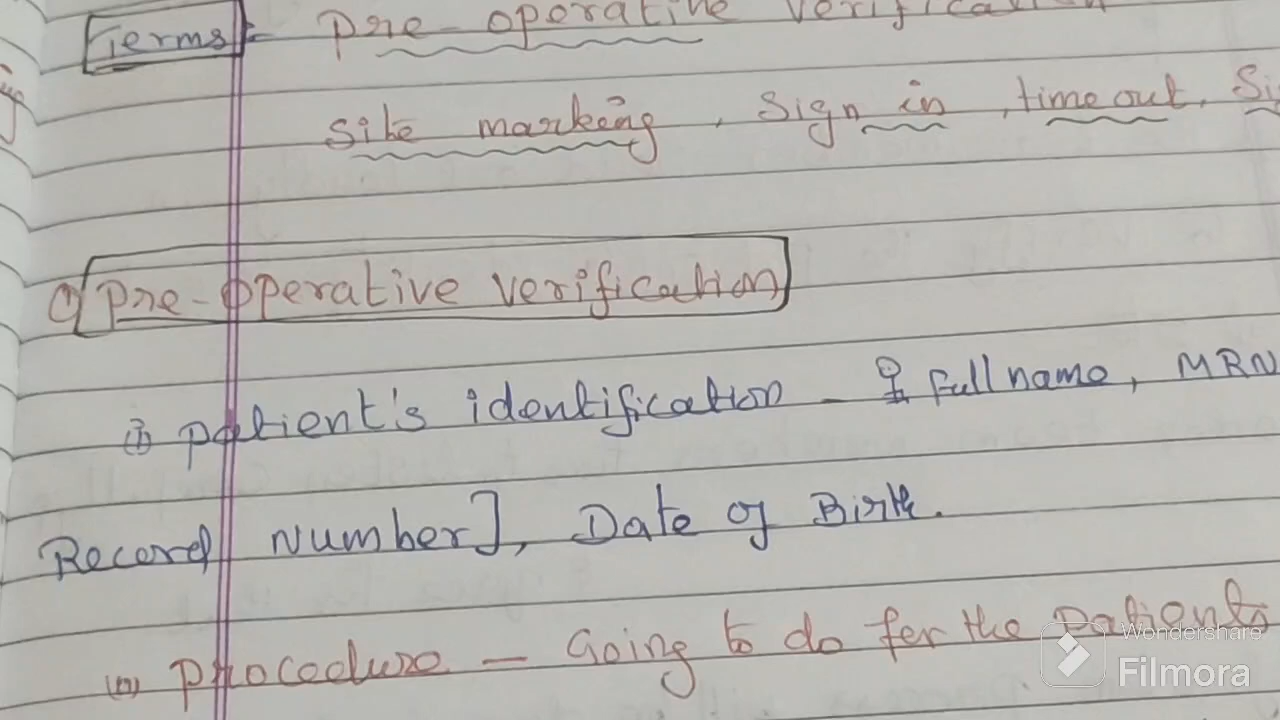 Terms:- Pre-operative verification
site marking, Sign in, time out, Si
Pre-operative verification
(i) patient's identification - full name, MRN
Record Number], Date of Birth.
(ii) procedure - Going to do for the patients
Wondershare
Filmora